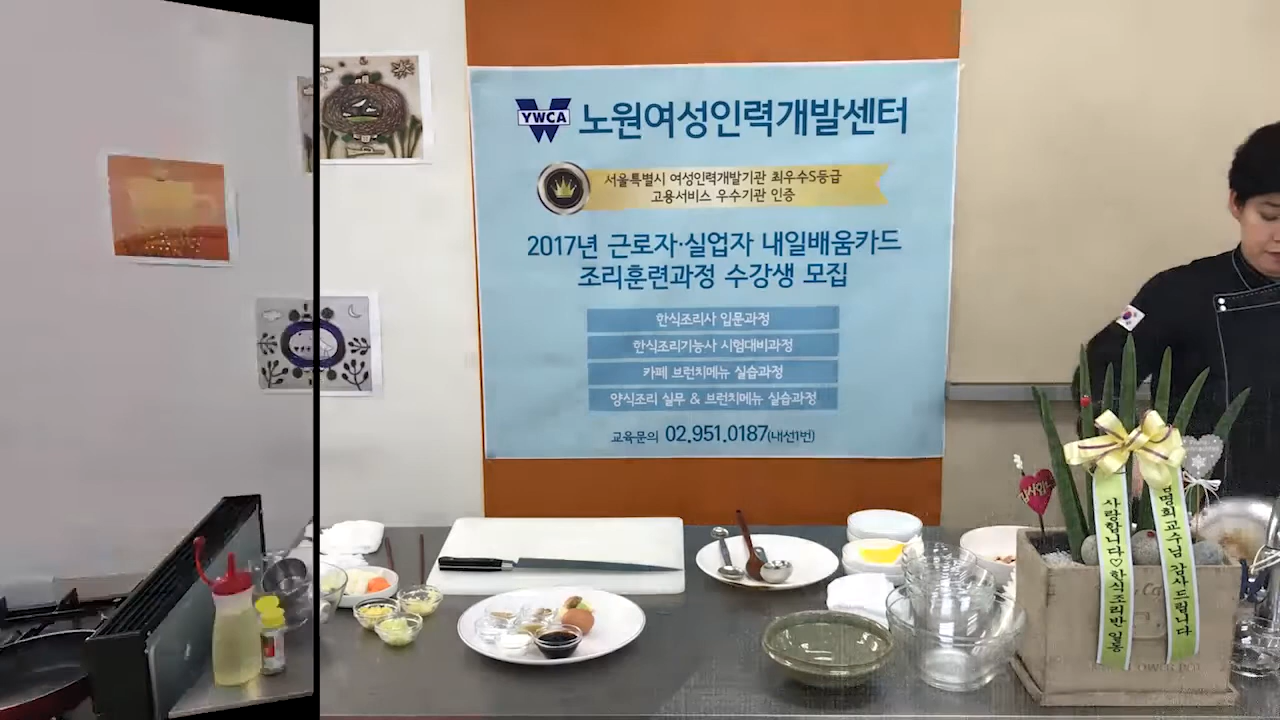 YWCA 노원여성인력개발센터
서울특별시 여성인력개발기관 최우수S등급
고용서비스 우수기관 인증
2017년 근로자·실업자 내일배움카드
조리훈련과정 수강생 모집
한식조리사 입문과정
한식조리기능사 시험대비과정
카페 브런치메뉴 실습과정
양식조리 실무 & 브런치메뉴 실습과정
교육문의 02.951.0187(내선1번)
사랑합니다♡한식조리반 일동
명희교수님 감사드립니다